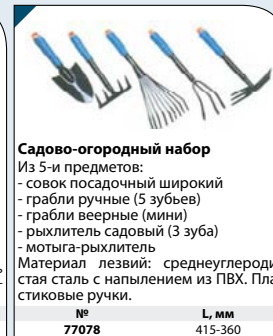 Садово-огородный набор
Из 5-и предметов:
- совок посадочный широкий
- грабли ручные (5 зубьев)
- грабли веерные (мини)
- рыхлитель садовый (3 зуба)
- мотыга-рыхлитель
Материал лезвий: среднеуглероди
стая сталь с напылением из ПВХ. Пла
стиковые ручки.
№ L, мм
77078 415-360